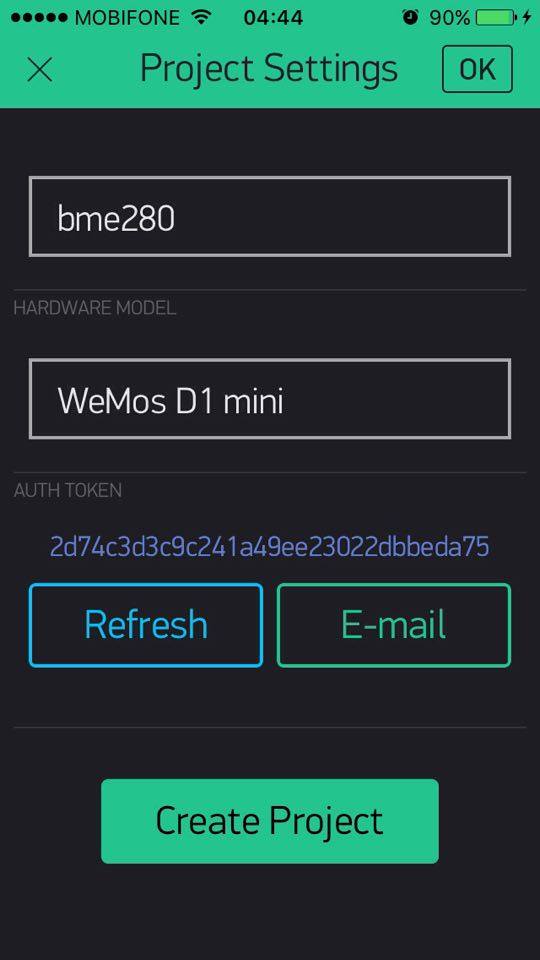 MOBIFONE 04:44 90%
Project Settings OK
bme280
HARDWARE MODEL
WeMos D1 mini
AUTH TOKEN
2d74c3d3c9c241a49ee23022dbbeda75
Refresh E-mail
Create Project